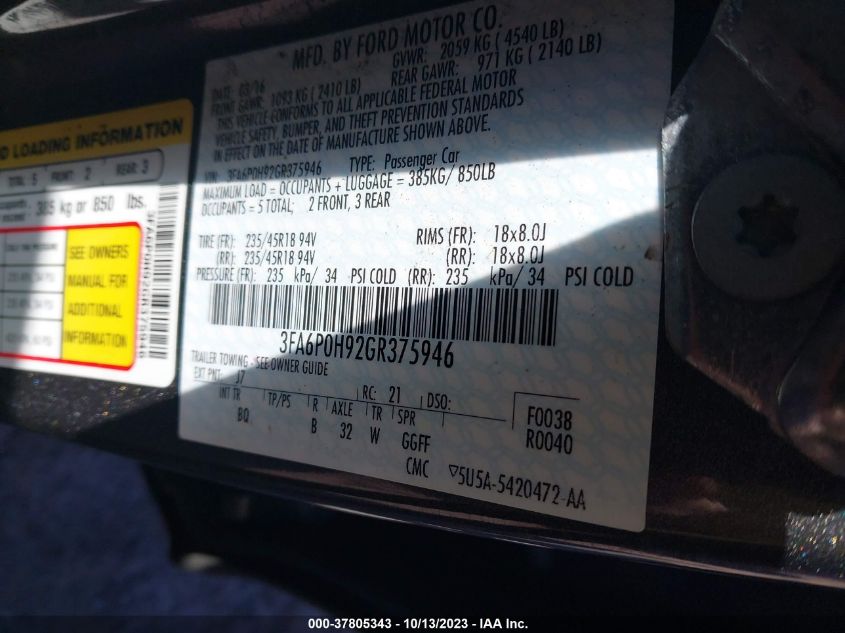 MFD. BY FORD MOTOR CO.
DATE: 03/16 GVWR: 2059 KG ( 4540 LB)
FRONT GAWR: 1093 KG ( 2410 LB) REAR GAWR: 971 KG ( 2140 LB)
THIS VEHICLE CONFORMS TO ALL APPLICABLE FEDERAL MOTOR
VEHICLE SAFETY, BUMPER, AND THEFT PREVENTION STANDARDS
IN EFFECT ON THE DATE OF MANUFACTURE SHOWN ABOVE.
VIN: 3FA6P0H92GR375946 TYPE: Passenger Car
MAXIMUM LOAD = OCCUPANTS + LUGGAGE = 385KG/ 850LB
OCCUPANTS = 5 TOTAL; 2 FRONT, 3 REAR
TIRE (FR): 235/45R18 94V RIMS (FR): 18x8.0J
(RR): 235/45R18 94V (RR): 18x8.0J
PRESSURE (FR): 235 kPa/ 34 PSI COLD (RR): 235 kPa/ 34 PSI COLD
3FA6P0H92GR375946
TRAILER TOWING - SEE OWNER GUIDE
EXT PNT: J7 RC: 21 DSO:
INT TR TP/PS R AXLE TR SPR F0038
BQ B 32 W GGFF R0040
CMC 5U5A-5420472-AA
LOADING INFORMATION
TOTAL 5 FRONT: 2 REAR: 3
385 kg or 850 lbs.
SEE OWNERS
MANUAL FOR
ADDITIONAL
INFORMATION
3FA6P0H92GR375946
000-37805343 - 10/13/2023 - IAA Inc.